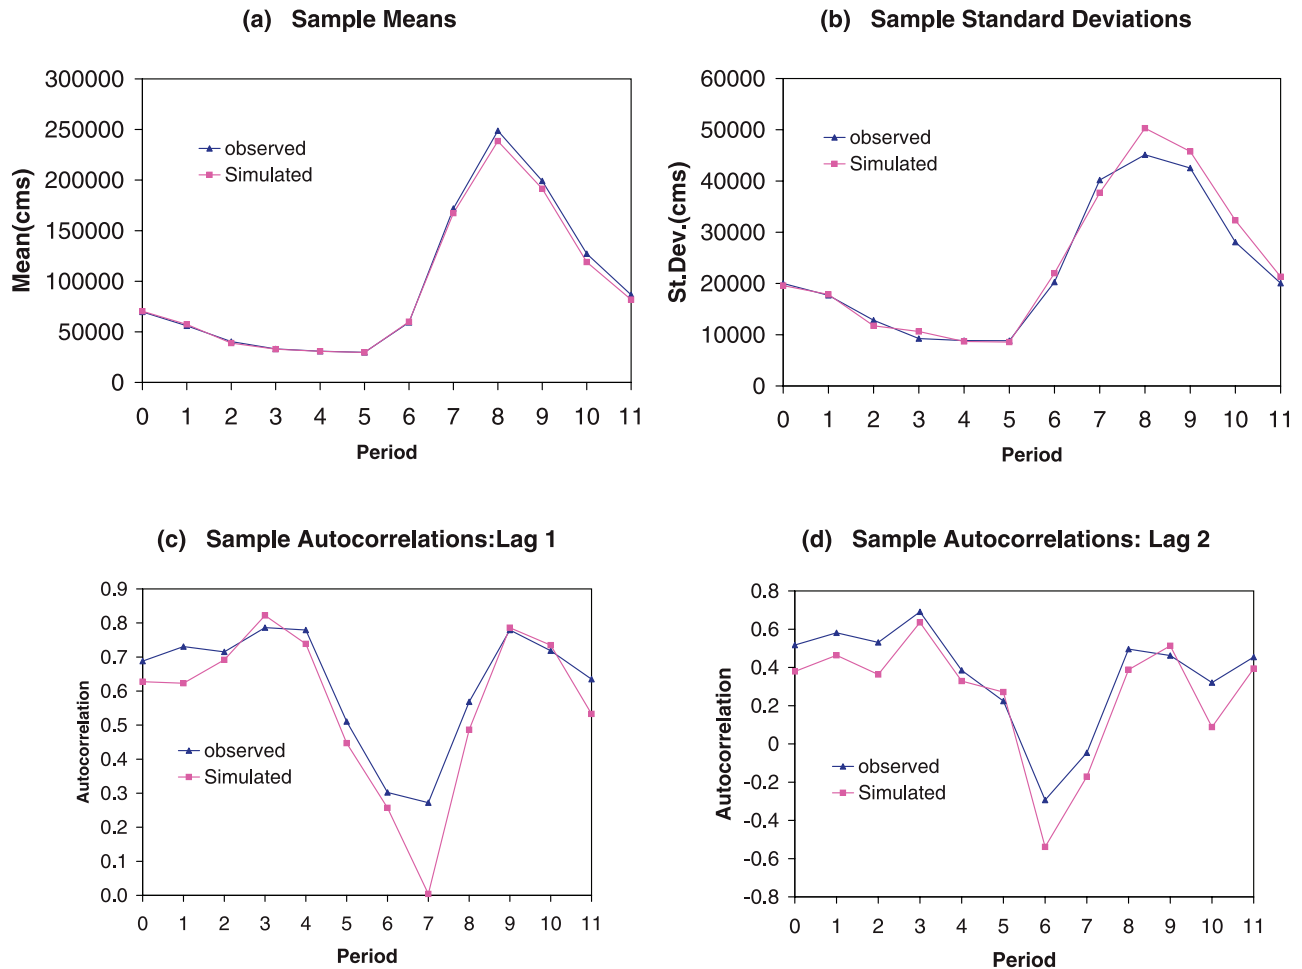 (a) Sample Means
300000
250000
200000
150000
100000
50000
0
Mean(cms)
observed
Simulated
0 1 2 3 4 5 6 7 8 9 10 11
Period
(b) Sample Standard Deviations
60000
50000
40000
30000
20000
10000
0
St.Dev.(cms)
observed
Simulated
0 1 2 3 4 5 6 7 8 9 10 11
Period
(c) Sample Autocorrelations:Lag 1
0.9
0.8
0.7
0.6
0.5
0.4
0.3
0.2
0.1
0.0
Autocorrelation
observed
Simulated
0 1 2 3 4 5 6 7 8 9 10 11
Period
(d) Sample Autocorrelations: Lag 2
0.8
0.6
0.4
0.2
0
-0.2
-0.4
-0.6
-0.8
Autocorrelation
observed
Simulated
0 1 2 3 4 5 6 7 8 9 10 11
Period